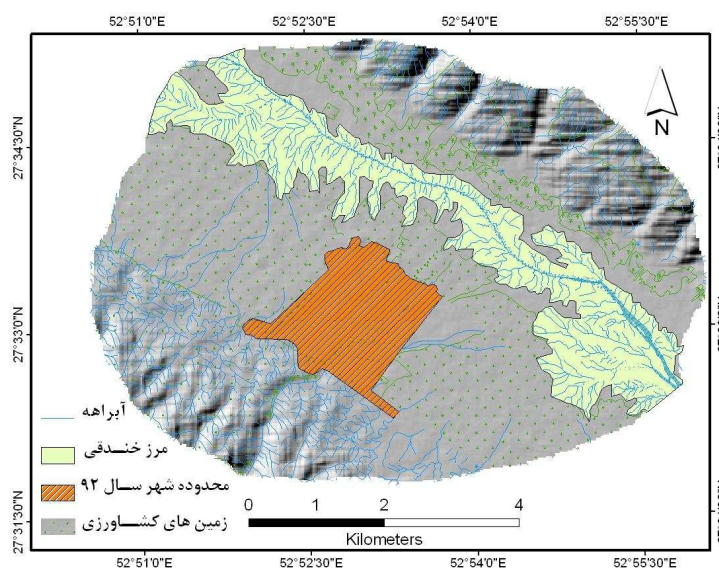 52°51'0"E 52°52'30"E 52°54'0"E 52°55'30"E
27°34'30"N
27°33'0"N
27°31'30"N
N
آبراهه
مرز خندقی
محدوده شهر سال ۹۲
زمین های کشاورزی
0 1 2 4
Kilometers
52°51'0"E 52°52'30"E 52°54'0"E 52°55'30"E